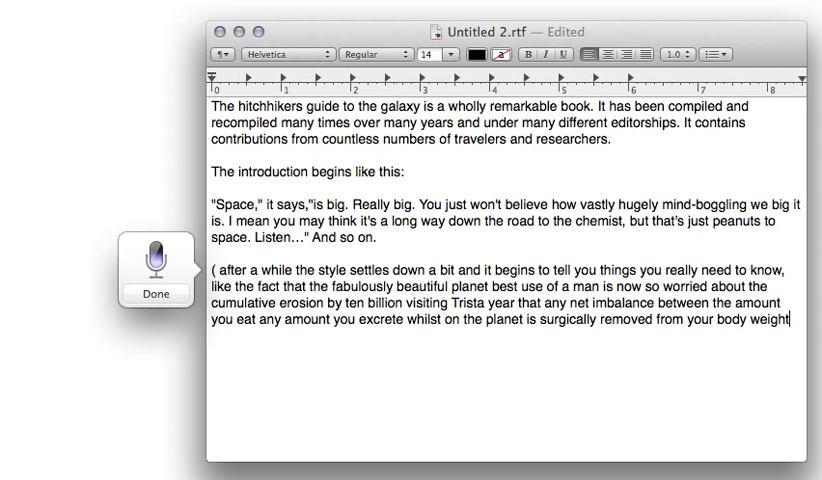 Untitled 2.rtf — Edited
¶ Helvetica Regular 14 a B I U 1.0
0 1 2 3 4 5 6 7 8
The hitchhikers guide to the galaxy is a wholly remarkable book. It has been compiled and
recompiled many times over many years and under many different editorships. It contains
contributions from countless numbers of travelers and researchers.
The introduction begins like this:
"Space," it says,"is big. Really big. You just won't believe how vastly hugely mind-boggling we big it
is. I mean you may think it's a long way down the road to the chemist, but that's just peanuts to
space. Listen…" And so on.
( after a while the style settles down a bit and it begins to tell you things you really need to know,
like the fact that the fabulously beautiful planet best use of a man is now so worried about the
cumulative erosion by ten billion visiting Trista year that any net imbalance between the amount
you eat any amount you excrete whilst on the planet is surgically removed from your body weight
Done